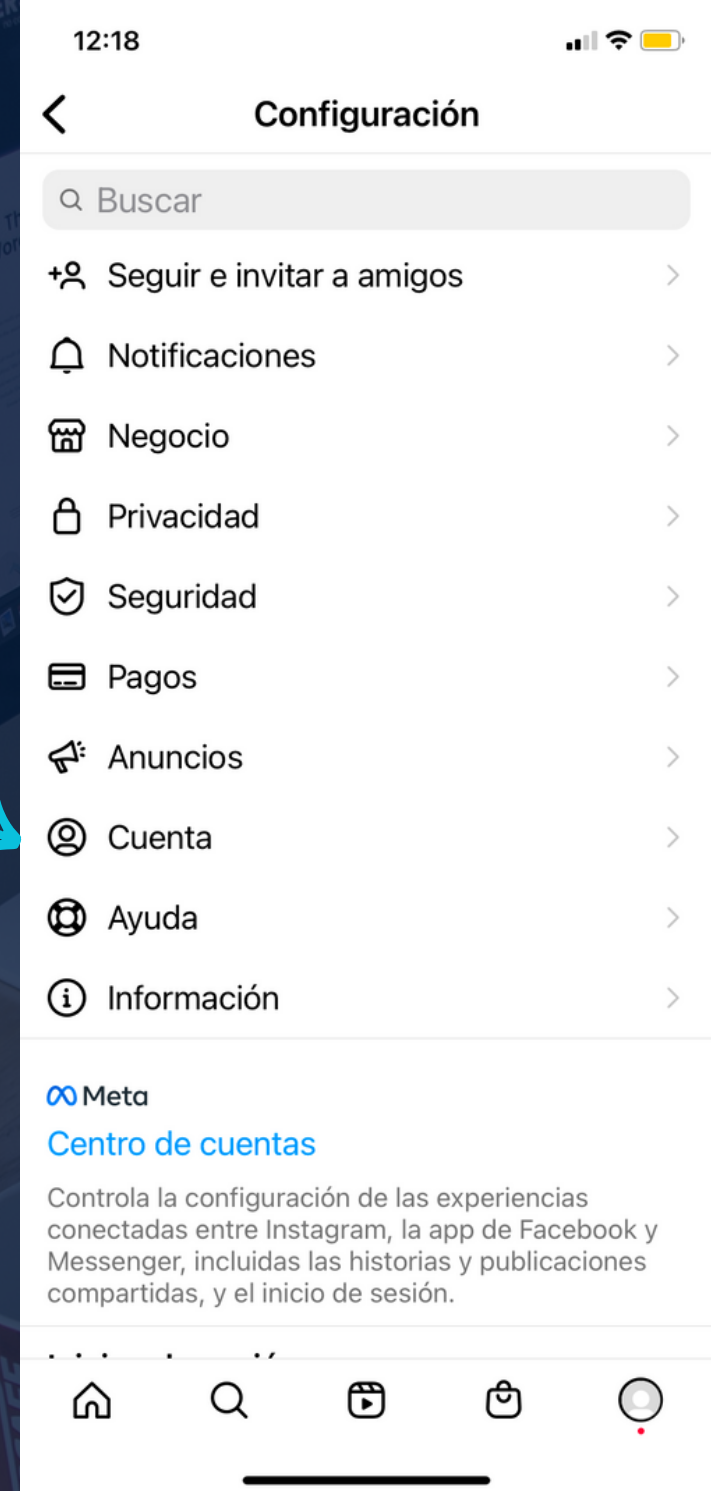 12:18
Configuración
Buscar
Seguir e invitar a amigos
Notificaciones
Negocio
Privacidad
Seguridad
Pagos
Anuncios
Cuenta
Ayuda
Información
Meta
Centro de cuentas
Controla la configuración de las experiencias
conectadas entre Instagram, la app de Facebook y
Messenger, incluidas las historias y publicaciones
compartidas, y el inicio de sesión.